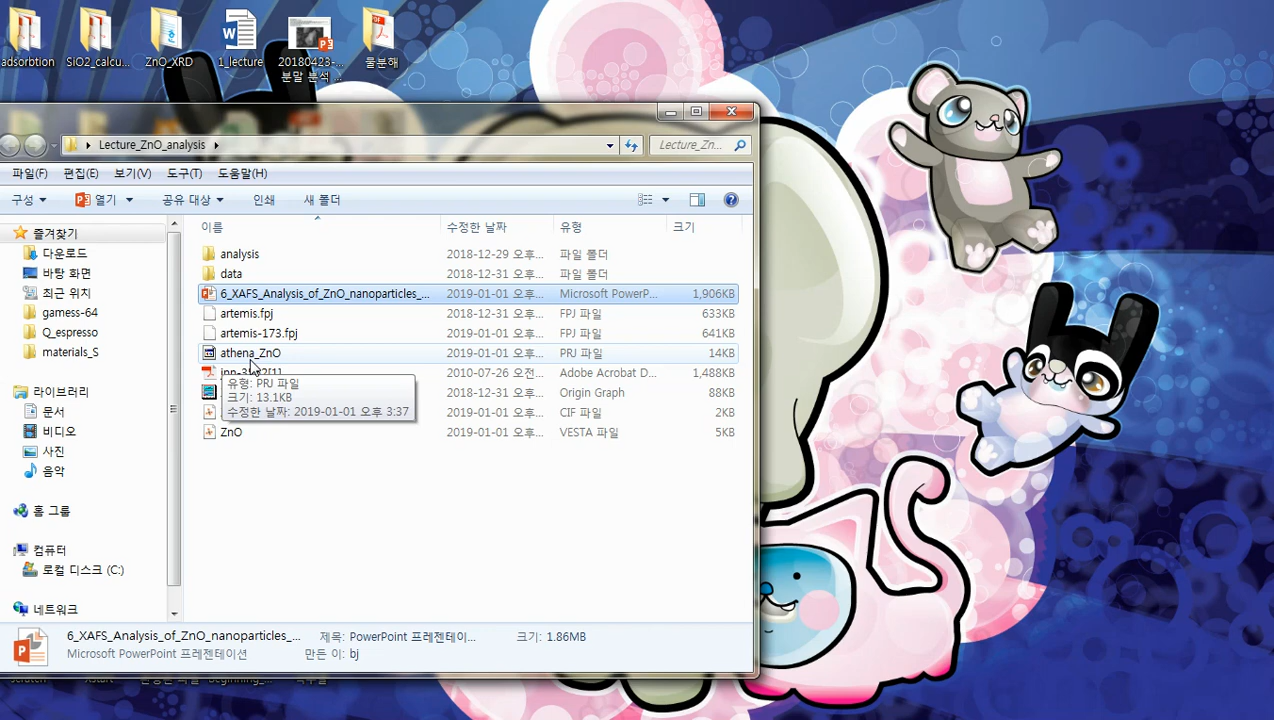 adsorbtion
SiO2_calcu...
ZnO_XRD
1_lecture
20180423-...
분말 분석 ...
물분해
Lecture_ZnO_analysis
Lecture_Zn...
파일(F) 편집(E) 보기(V) 도구(T) 도움말(H)
구성 열기 공유 대상 인쇄 새 폴더
이름 수정한 날짜 유형 크기
즐겨찾기
다운로드
바탕 화면
최근 위치
gamess-64
Q_espresso
materials_S
라이브러리
문서
비디오
사진
음악
홈 그룹
컴퓨터
로컬 디스크 (C:)
네트워크
analysis 2018-12-29 오후... 파일 폴더
data 2018-12-31 오후... 파일 폴더
6_XAFS_Analysis_of_ZnO_nanoparticles_... 2019-01-01 오후... Microsoft PowerP... 1,906KB
artemis.fpj 2018-12-31 오후... FPJ 파일 633KB
artemis-173.fpj 2019-01-01 오후... FPJ 파일 641KB
athena_ZnO 2019-01-01 오후... PRJ 파일 14KB
2010-07-26 오전... Adobe Acrobat D... 1,488KB
2019-01-01 오후... Origin Graph 88KB
2019-01-01 오후... CIF 파일 2KB
ZnO 2019-01-01 오후... VESTA 파일 5KB
유형: PRJ 파일
크기: 13.1KB
수정한 날짜: 2019-01-01 오후 3:37
6_XAFS_Analysis_of_ZnO_nanoparticles_... 제목: PowerPoint 프레젠테이... 크기: 1.86MB
Microsoft PowerPoint 프레젠테이션 만든 이: bj